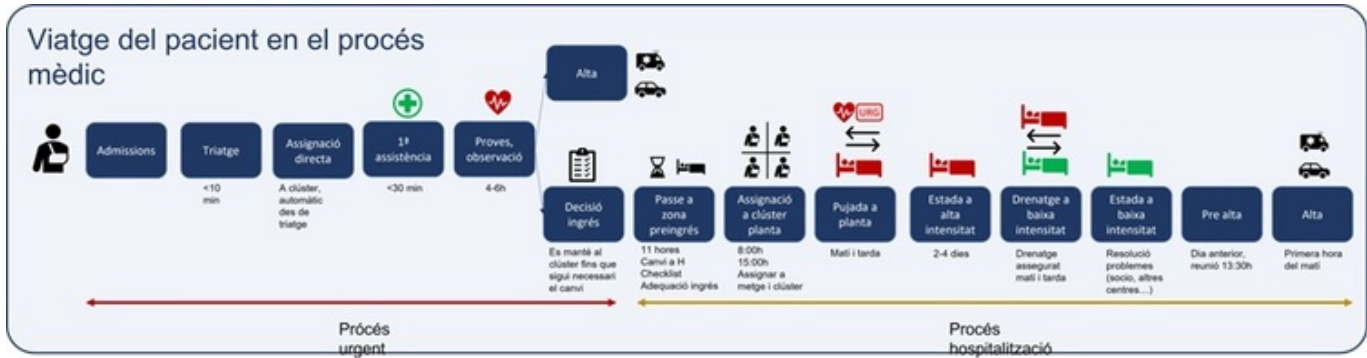 Viatge del pacient en el procés
mèdic
Admissions
Triatge
<10
min
Assignació
directa
A clúster,
automàtic
des de
triatge
1ª
assistència
<30 min
Proves,
observació
4-6h
Alta
Decisió
ingrés
Es manté al
clúster fins que
sigui necessari
el canvi
Passe a
zona
preingrés
11 hores
Canvi a H
Checklist
Adequació ingrés
Assignació
a clúster
planta
8:00h
15:00h
Assignar a
metge i clúster
URG
Pujada a
planta
Matí i tarda
Estada a
alta
intensitat
2-4 dies
Drenatge a
baixa
intensitat
Drenatge
assegurat
matí i tarda
Estada a
baixa
intensitat
Resolució
problemes
(socio, altres
centres...)
Pre alta
Dia anterior,
reunió 13:30h
Alta
Primera hora
del matí
Prócés
urgent
Procés
hospitalització